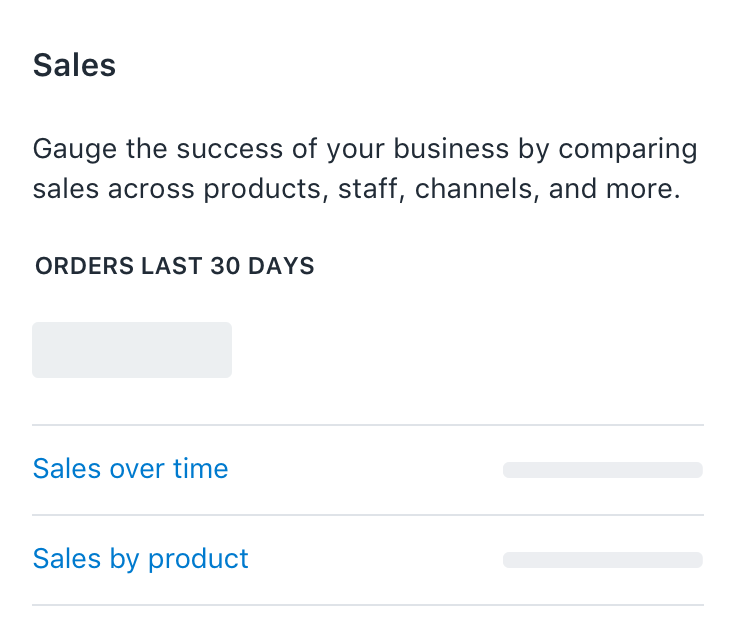 Sales
Gauge the success of your business by comparing
sales across products, staff, channels, and more.
ORDERS LAST 30 DAYS
Sales over time
Sales by product